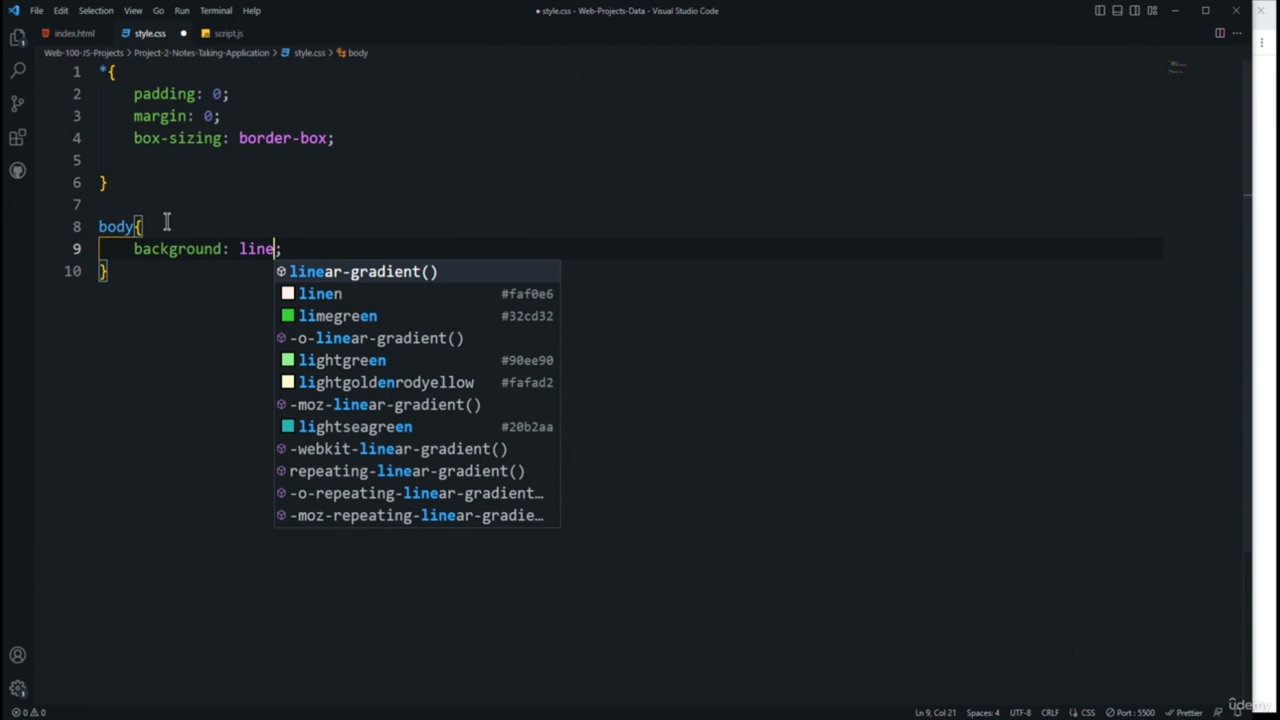 File Edit Selection View Go Run Terminal Help
● style.css - Web-Projects-Data - Visual Studio Code
index.html style.css ● script.js
Web-100-JS-Projects > Project-2-Notes-Taking-Application > style.css > body
1 *{
2 padding: 0;
3 margin: 0;
4 box-sizing: border-box;
5
6 }
7
8 body{
9 background: line;
10 }
linear-gradient()
linen #faf0e6
limegreen #32cd32
-o-linear-gradient()
lightgreen #90ee90
lightgoldenrodyellow #fafad2
-moz-linear-gradient()
lightseagreen #20b2aa
-webkit-linear-gradient()
repeating-linear-gradient()
-o-repeating-linear-gradient…
-moz-repeating-linear-gradie…
udemy
0 0 Ln 9, Col 21 Spaces: 4 UTF-8 CRLF CSS Port : 5500 Prettier